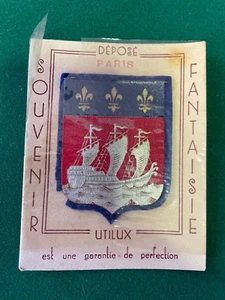 DÉPOSÉ
PARIS
SOUVENIR
FANTAISIE
UTILUX
est une garantie de perfection